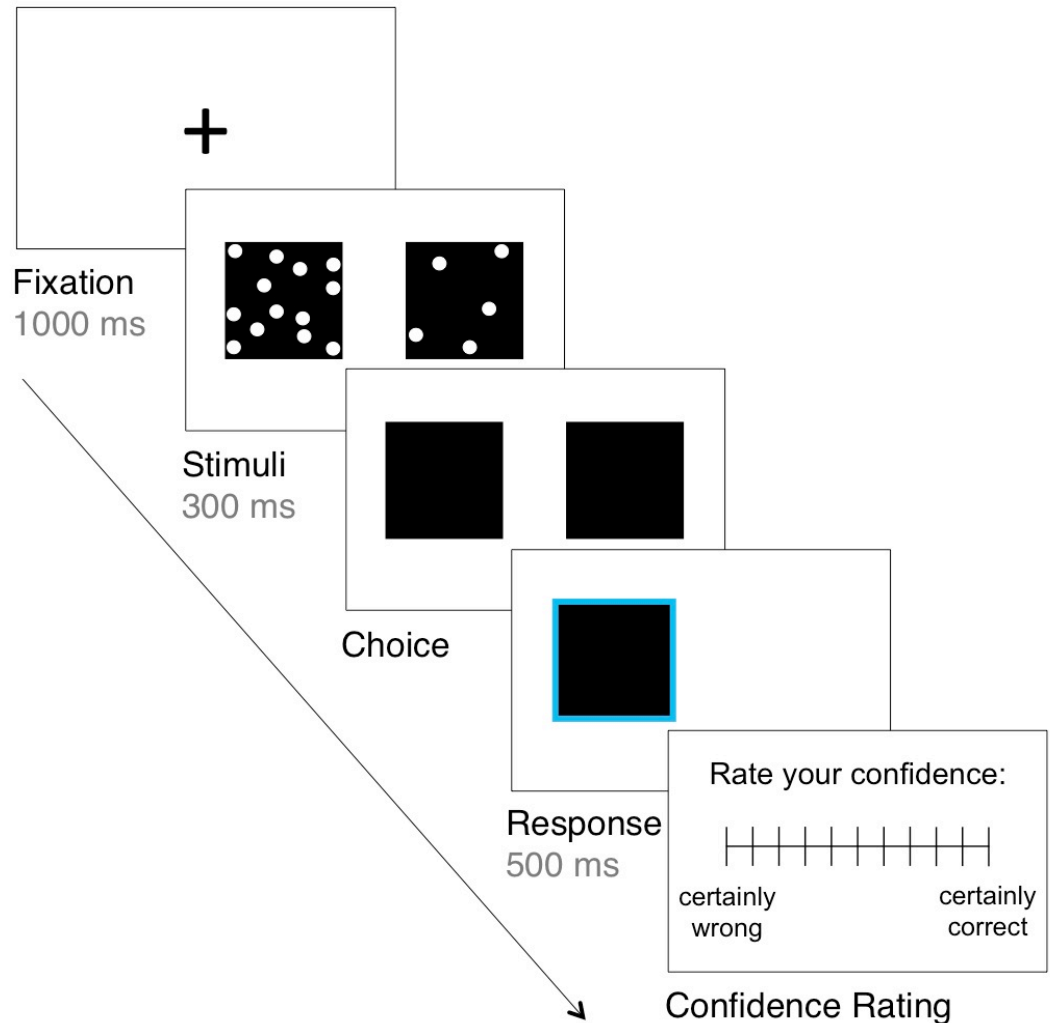 Fixation
1000 ms
Stimuli
300 ms
Choice
Response
500 ms
Rate your confidence:
certainly
wrong
certainly
correct
Confidence Rating